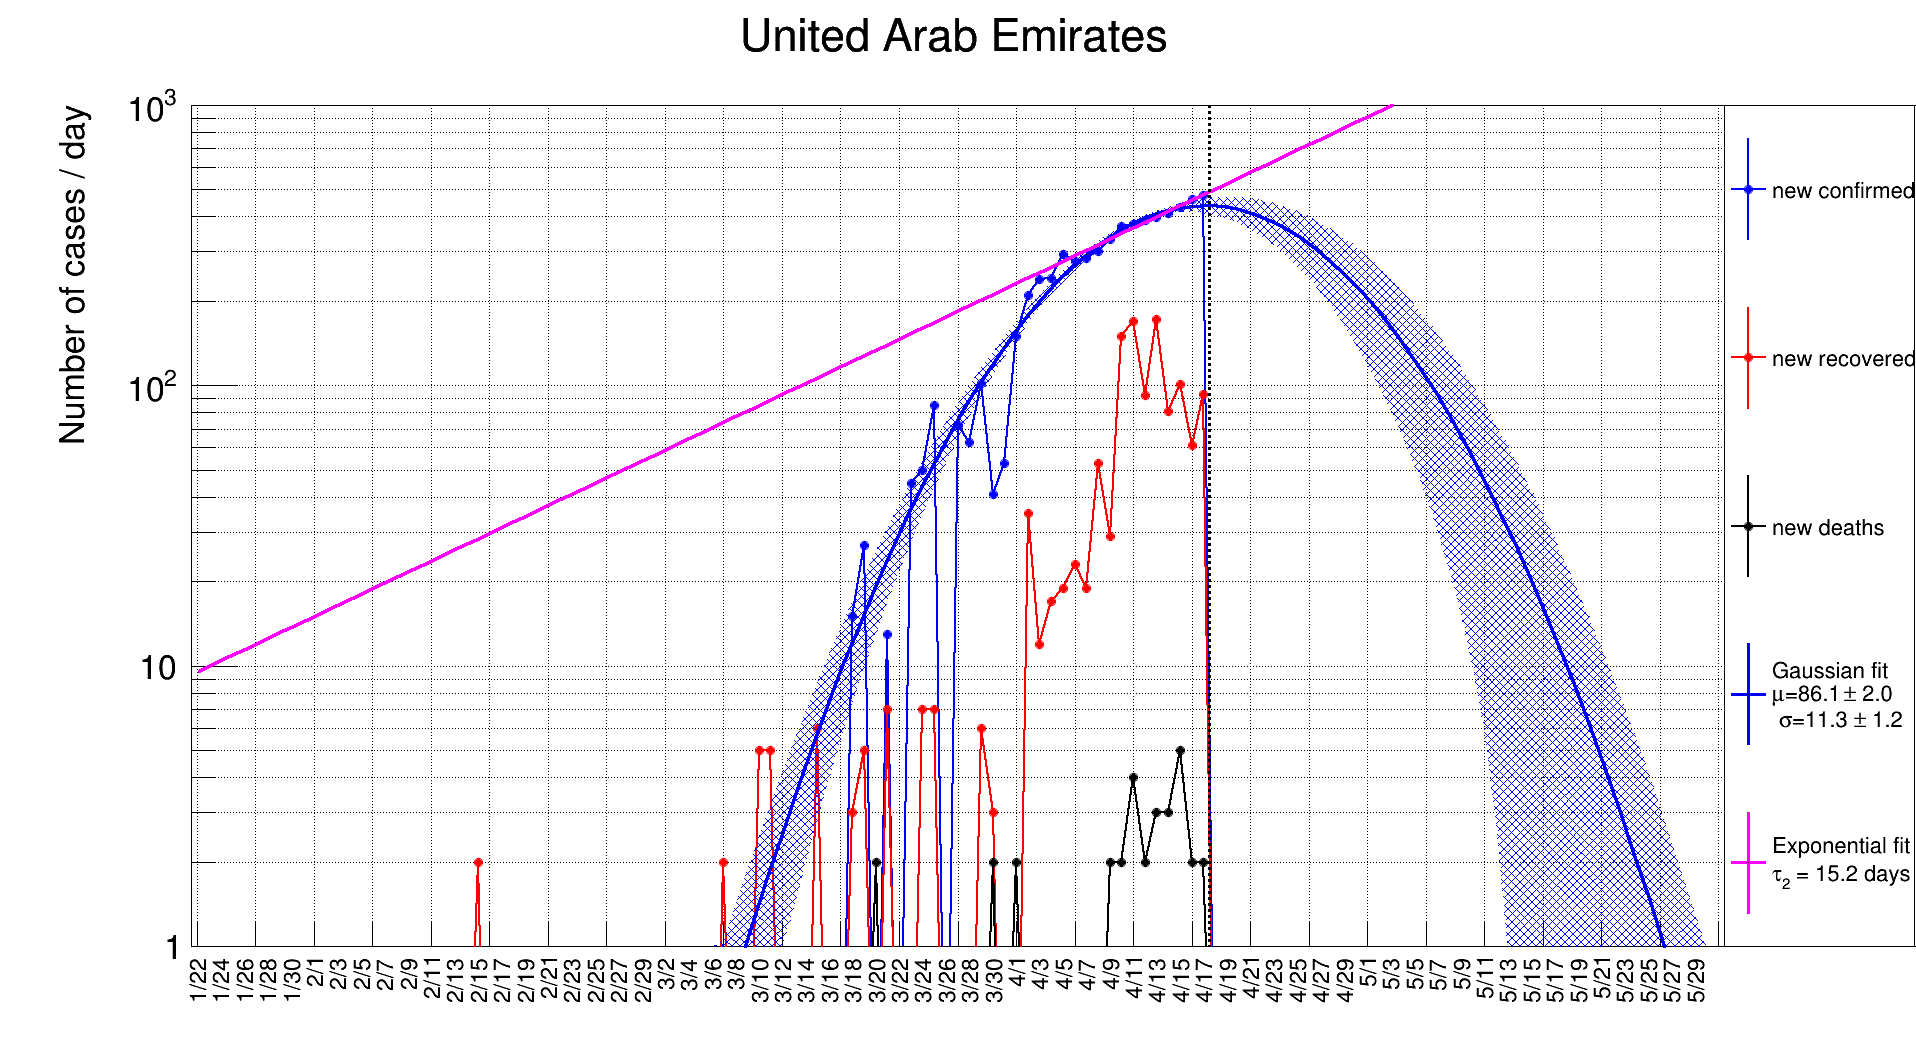 United Arab Emirates
Number of cases / day
10³
10²
10
1
1/22 1/24 1/26 1/28 1/30 2/1 2/3 2/5 2/7 2/9 2/11 2/13 2/15 2/17 2/19 2/21 2/23 2/25 2/27 2/29 3/2 3/4 3/6 3/8 3/10 3/12 3/14 3/16 3/18 3/20 3/22 3/24 3/26 3/28 3/30 4/1 4/3 4/5 4/7 4/9 4/11 4/13 4/15 4/17 4/19 4/21 4/23 4/25 4/27 4/29 5/1 5/3 5/5 5/7 5/9 5/11 5/13 5/15 5/17 5/19 5/21 5/23 5/25 5/27 5/29
new confirmed
new recovered
new deaths
Gaussian fit
μ=86.1 ± 2.0
σ=11.3 ± 1.2
Exponential fit
τ₂ = 15.2 days